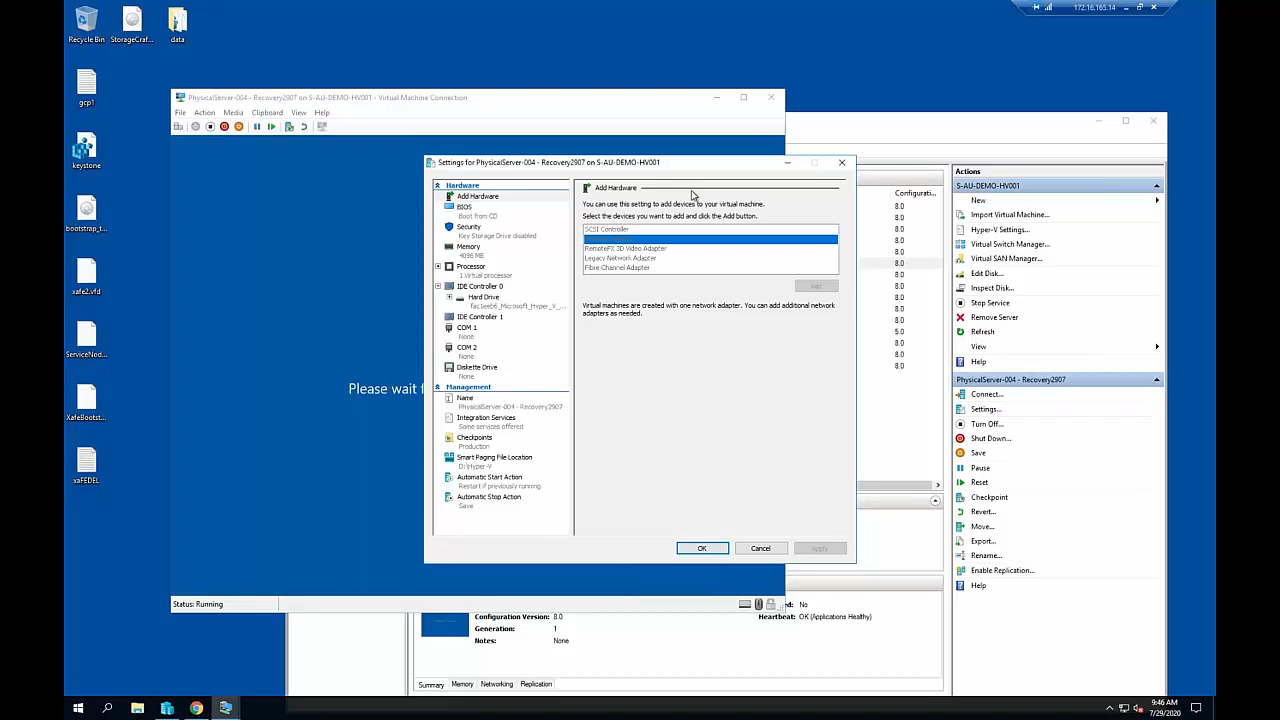 172.16.165.14
Recycle Bin
StorageCraf...
data
gcp1
keystone
bootstrap_t...
xafe2.vfd
ServiceNod...
XafeBootst...
xaFEDEL
PhysicalServer-004 - Recovery2907 on S-AU-DEMO-HV001 - Virtual Machine Connection
File Action Media Clipboard View Help
Please wait f
Status: Running
Settings for PhysicalServer-004 - Recovery2907 on S-AU-DEMO-HV001
Hardware
Add Hardware
BIOS
Boot from CD
Security
Key Storage Drive disabled
Memory
4096 MB
Processor
1 Virtual processor
IDE Controller 0
Hard Drive
fac1eeb6_Microsoft_Hyper_V_...
IDE Controller 1
COM 1
None
COM 2
None
Diskette Drive
None
Management
Name
PhysicalServer-004 - Recovery2907
Integration Services
Some services offered
Checkpoints
Production
Smart Paging File Location
D:\Hyper-V
Automatic Start Action
Restart if previously running
Automatic Stop Action
Save
Add Hardware
You can use this setting to add devices to your virtual machine.
Select the devices you want to add and click the Add button.
SCSI Controller
RemoteFX 3D Video Adapter
Legacy Network Adapter
Fibre Channel Adapter
Add
Virtual machines are created with one network adapter. You can add additional network
adapters as needed.
OK Cancel Apply
Configurati...
8.0
8.0
8.0
8.0
8.0
8.0
8.0
8.0
8.0
8.0
8.0
5.0
8.0
8.0
8.0
Actions
S-AU-DEMO-HV001
New
Import Virtual Machine...
Hyper-V Settings...
Virtual Switch Manager...
Virtual SAN Manager...
Edit Disk...
Inspect Disk...
Stop Service
Remove Server
Refresh
View
Help
PhysicalServer-004 - Recovery2907
Connect...
Settings...
Turn Off...
Shut Down...
Save
Pause
Reset
Checkpoint
Revert...
Move...
Export...
Rename...
Enable Replication...
Help
ed: No
Configuration Version: 8.0
Heartbeat: OK (Applications Healthy)
Generation: 1
Notes: None
Summary Memory Networking Replication
9:46 AM
7/29/2020